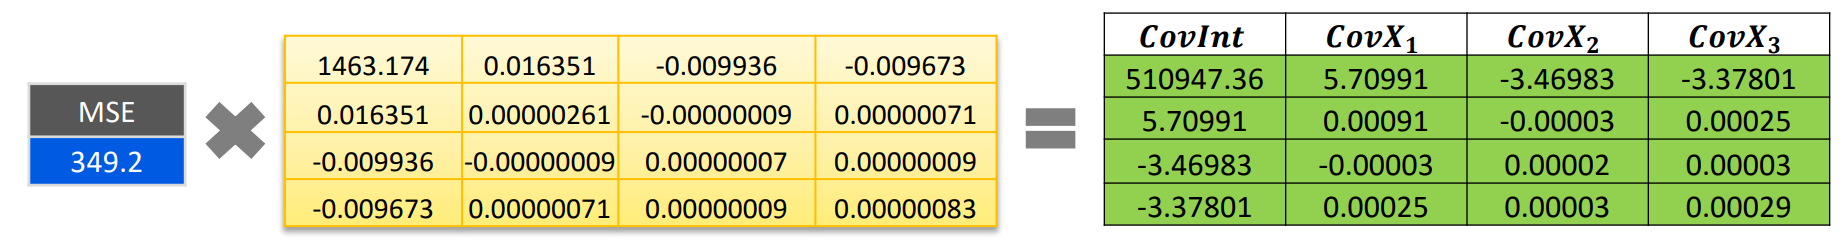 MSE
349.2
1463.174 0.016351 -0.009936 -0.009673
0.016351 0.00000261 -0.00000009 0.00000071
-0.009936 -0.00000009 0.00000007 0.00000009
-0.009673 0.00000071 0.00000009 0.00000083
CovInt CovX₁ CovX₂ CovX₃
510947.36 5.70991 -3.46983 -3.37801
5.70991 0.00091 -0.00003 0.00025
-3.46983 -0.00003 0.00002 0.00003
-3.37801 0.00025 0.00003 0.00029